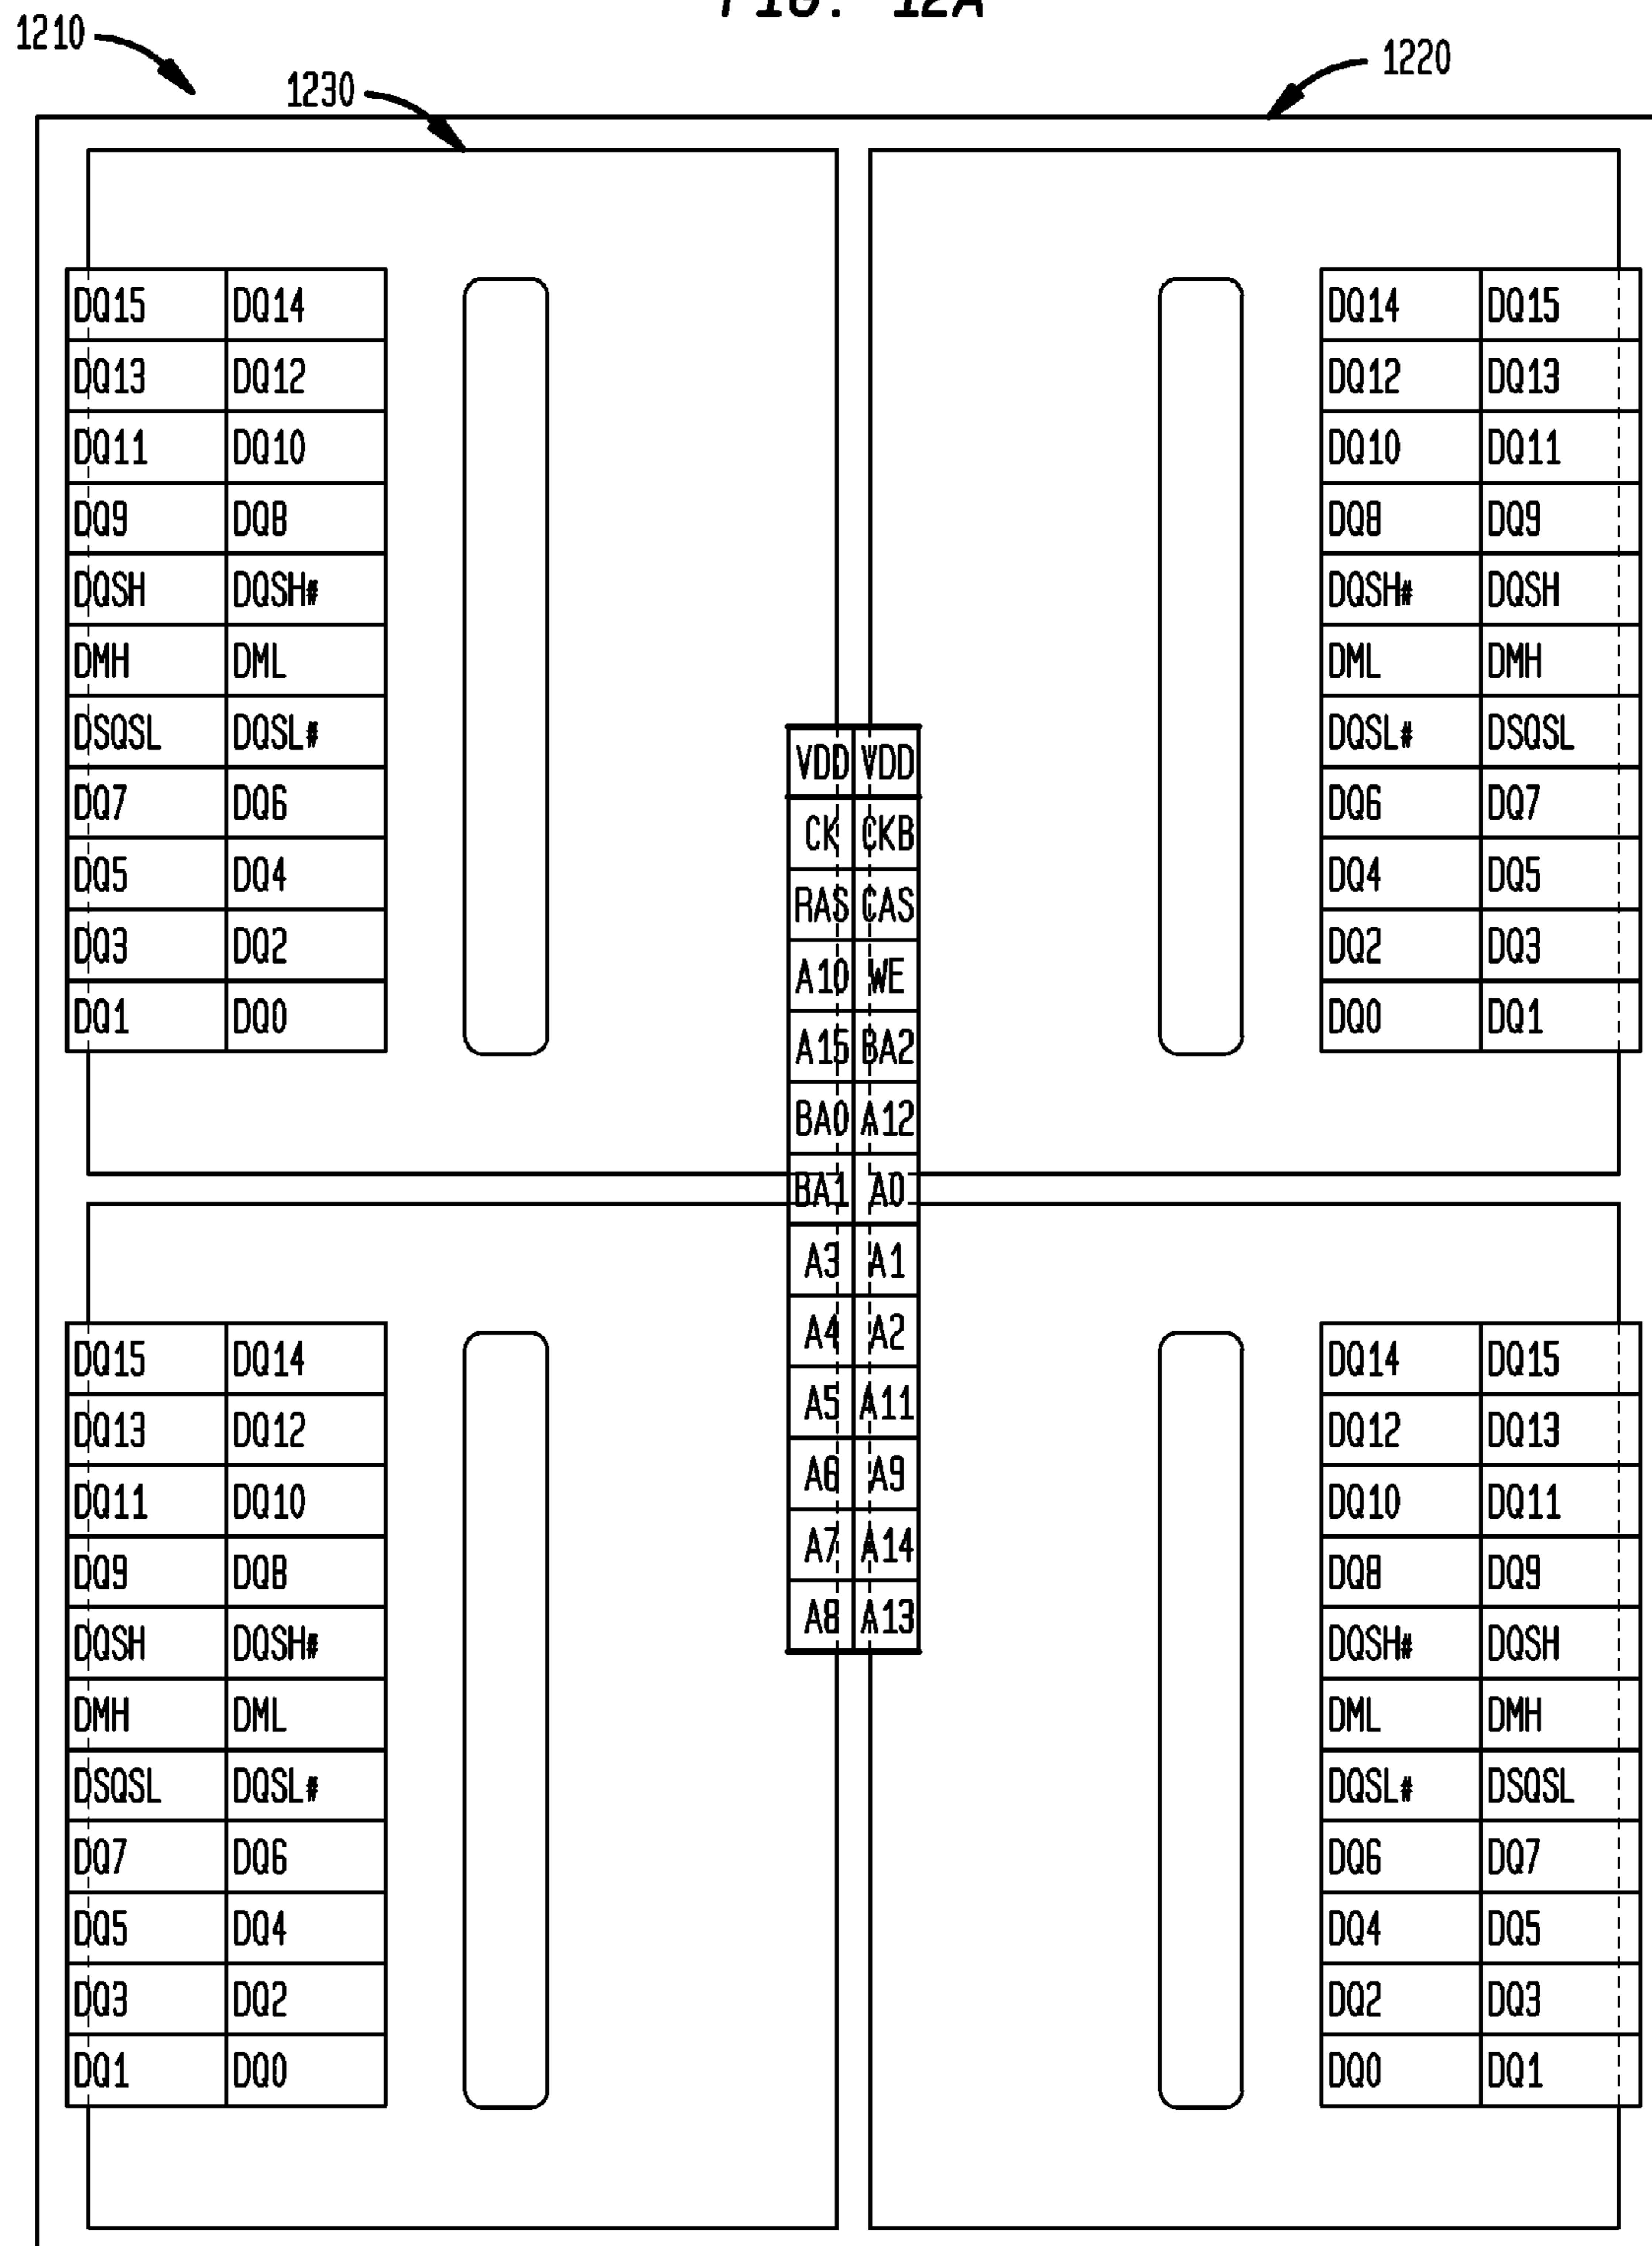 FIG. 12A
1210
1230
1220
DQ15 DQ14
DQ13 DQ12
DQ11 DQ10
DQ9 DQ8
DQSH DQSH#
DMH DML
DSQSL DQSL#
DQ7 DQ6
DQ5 DQ4
DQ3 DQ2
DQ1 DQ0
DQ14 DQ15
DQ12 DQ13
DQ10 DQ11
DQ8 DQ9
DQSH# DQSH
DML DMH
DQSL# DSQSL
DQ6 DQ7
DQ4 DQ5
DQ2 DQ3
DQ0 DQ1
VDD VDD
CK CKB
RAS CAS
A10 WE
A15 BA2
BA0 A12
BA1 A0
A3 A1
A4 A2
A5 A11
A6 A9
A7 A14
A8 A13
DQ15 DQ14
DQ13 DQ12
DQ11 DQ10
DQ9 DQ8
DQSH DQSH#
DMH DML
DSQSL DQSL#
DQ7 DQ6
DQ5 DQ4
DQ3 DQ2
DQ1 DQ0
DQ14 DQ15
DQ12 DQ13
DQ10 DQ11
DQ8 DQ9
DQSH# DQSH
DML DMH
DQSL# DSQSL
DQ6 DQ7
DQ4 DQ5
DQ2 DQ3
DQ0 DQ1